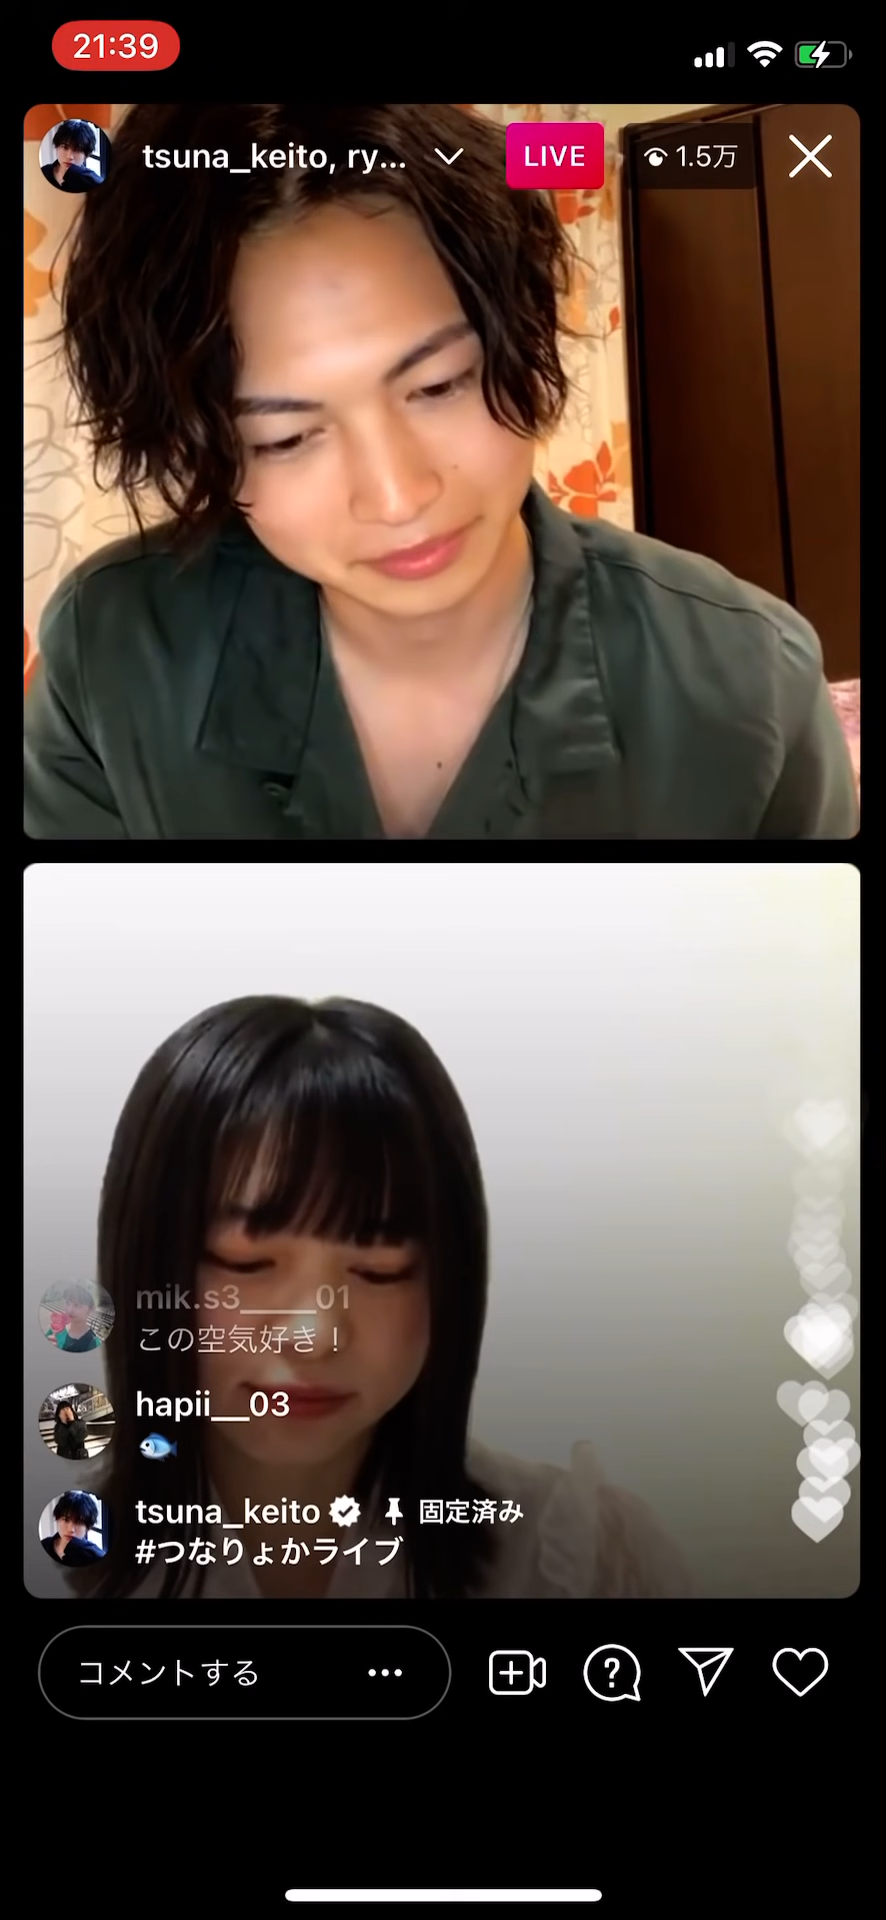 21:39
tsuna_keito, ry...
LIVE
1.5万
mik.s3____01
この空気好き！
hapii__03
🐟
tsuna_keito 固定済み
#つなりょかライブ
コメントする